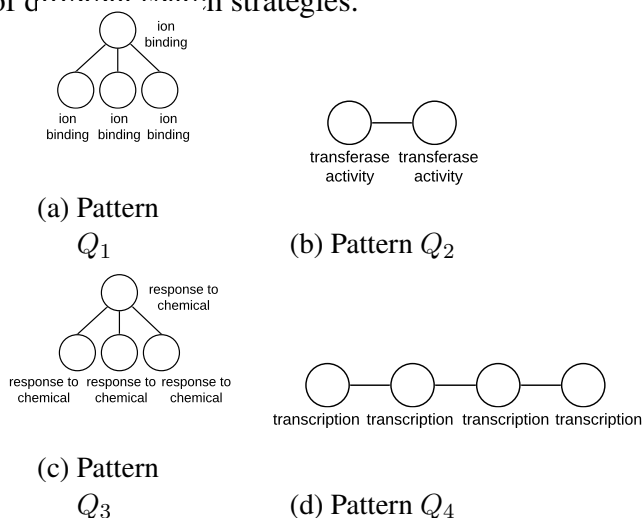 strategies.
ion
binding
ion ion ion
binding binding binding
(a) Pattern
Q1
transferase transferase
activity activity
(b) Pattern Q2
response to
chemical
response to response to response to
chemical chemical chemical
(c) Pattern
Q3
transcription transcription transcription transcription
(d) Pattern Q4